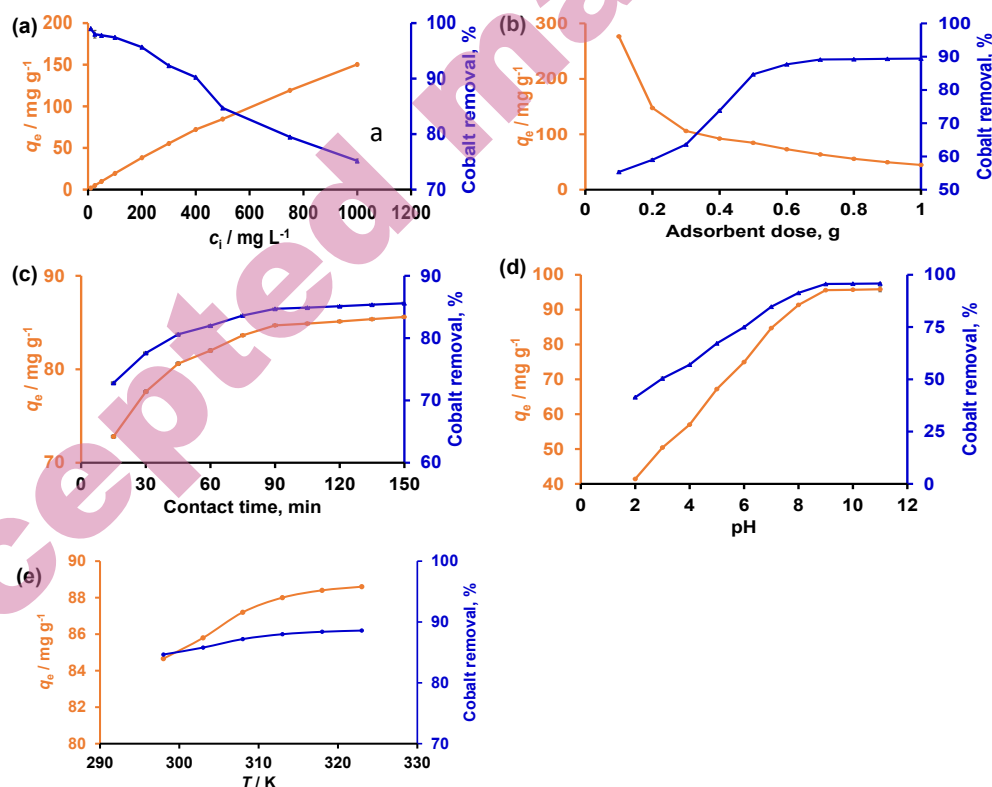 (a)
200
150
100
50
0
qe / mg g-1
100
90
80
70
Cobalt removal, %
a
0 200 400 600 800 1000 1200
ci / mg L-1
(b)
300
200
100
0
qe / mg g-1
100
90
80
70
60
50
Cobalt removal, %
0 0.2 0.4 0.6 0.8 1
Adsorbent dose, g
(c)
90
80
70
qe / mg g-1
90
80
70
60
Cobalt removal, %
0 30 60 90 120 150
Contact time, min
(d)
100
90
80
70
60
50
40
qe / mg g-1
100
75
50
25
0
Cobalt removal, %
0 2 4 6 8 10 12
pH
(e)
90
88
86
84
82
80
qe / mg g-1
100
90
80
70
Cobalt removal, %
290 300 310 320 330
T / K
cepted ma